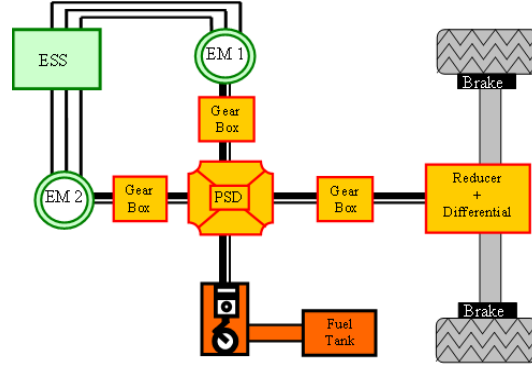 ESS
EM 1
Brake
Gear
Box
EM 2
Gear
Box
PSD
Gear
Box
Reducer
+
Differential
Brake
Fuel
Tank